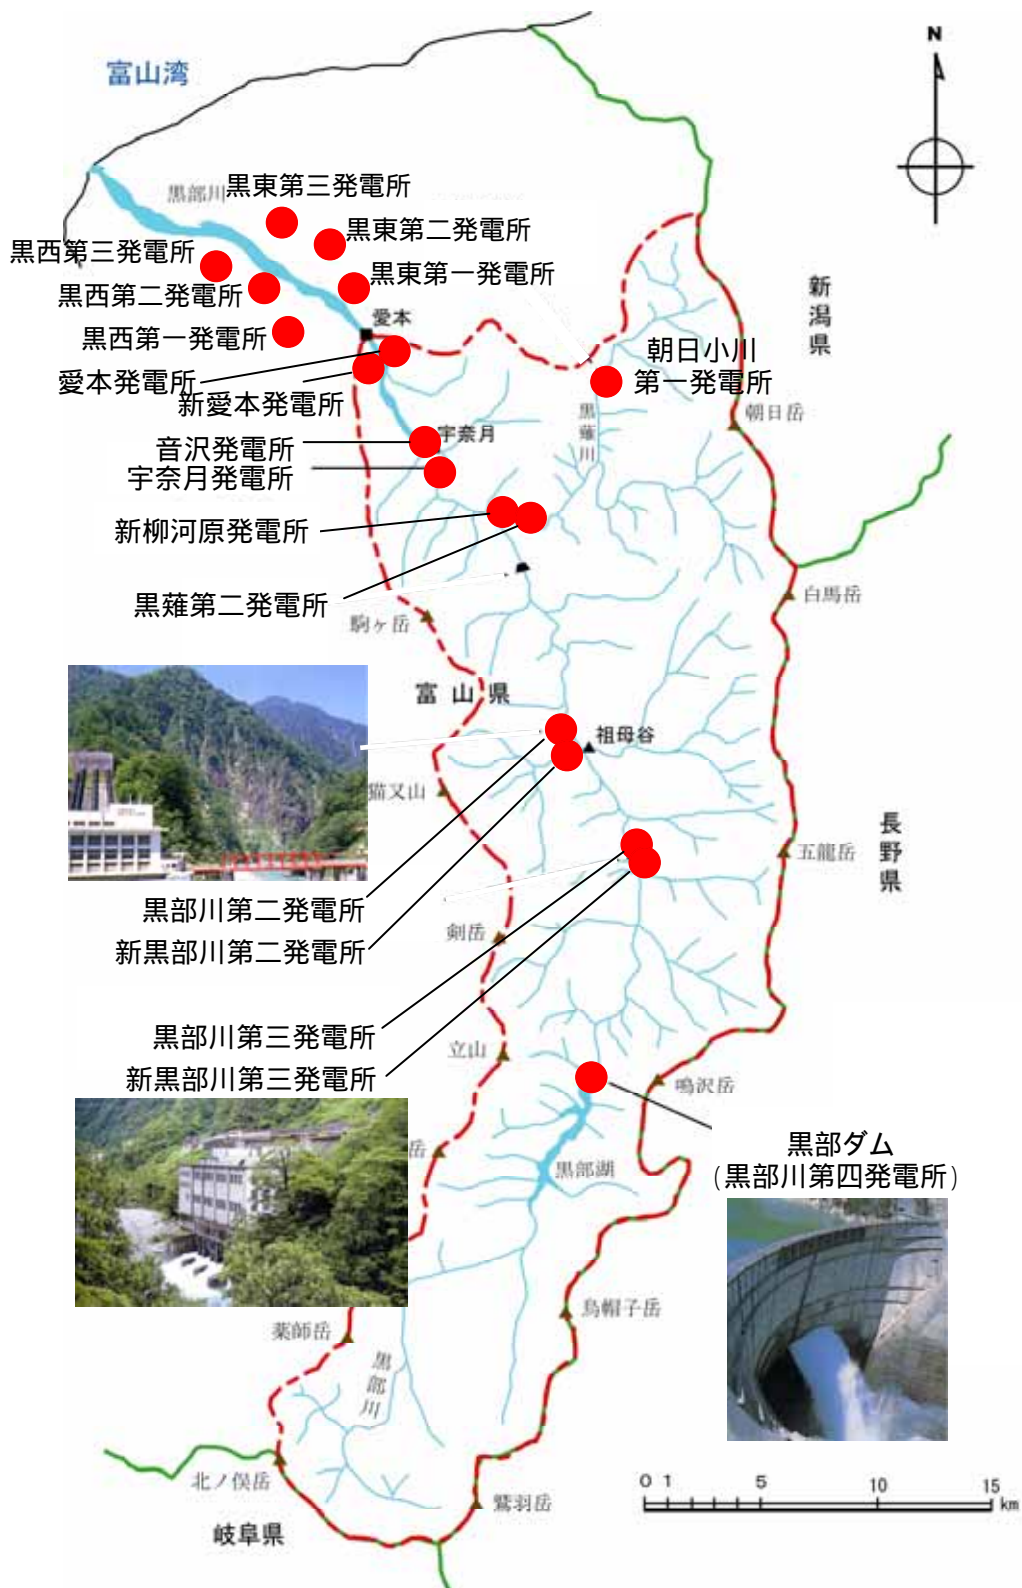 N
富山湾
黒部川
黒東第三発電所
黒東第二発電所
黒西第三発電所
黒東第一発電所
黒西第二発電所
新潟県
黒西第一発電所
愛本
愛本発電所
朝日小川
第一発電所
新愛本発電所
朝日岳
黒薙川
音沢発電所
宇奈月
宇奈月発電所
新柳河原発電所
黒薙第二発電所
白馬岳
駒ヶ岳
富山県
祖母谷
猫又山
長野県
五龍岳
黒部川第二発電所
剣岳
新黒部川第二発電所
黒部川第三発電所
立山
新黒部川第三発電所
鳴沢岳
黒部ダム
(黒部川第四発電所)
岳
黒部湖
烏帽子岳
薬師岳
黒部川
北ノ俣岳
鷲羽岳
岐阜県
0 1 5 10 15
km